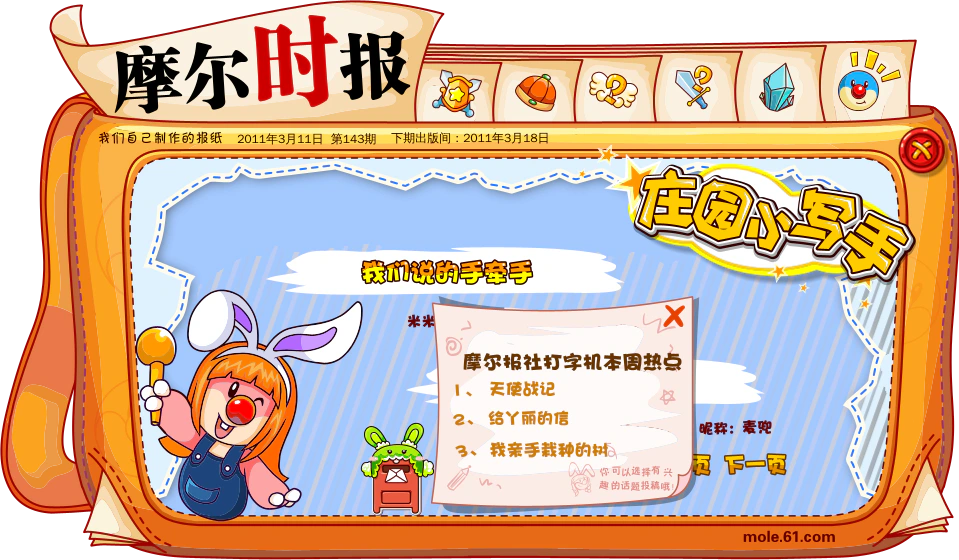 摩尔时报
我们自己制作的报纸 2011年3月11日 第143期 下期出版间：2011年3月18日
庄园小写手
我们说的手牵手
米米
摩尔报社打字机本周热点
1、 天使战记
2、 给丫丽的信
3、 我亲手栽种的树
昵称：麦兜
你可以选择有兴
趣的话题投稿哦！
页 下一页
mole.61.com